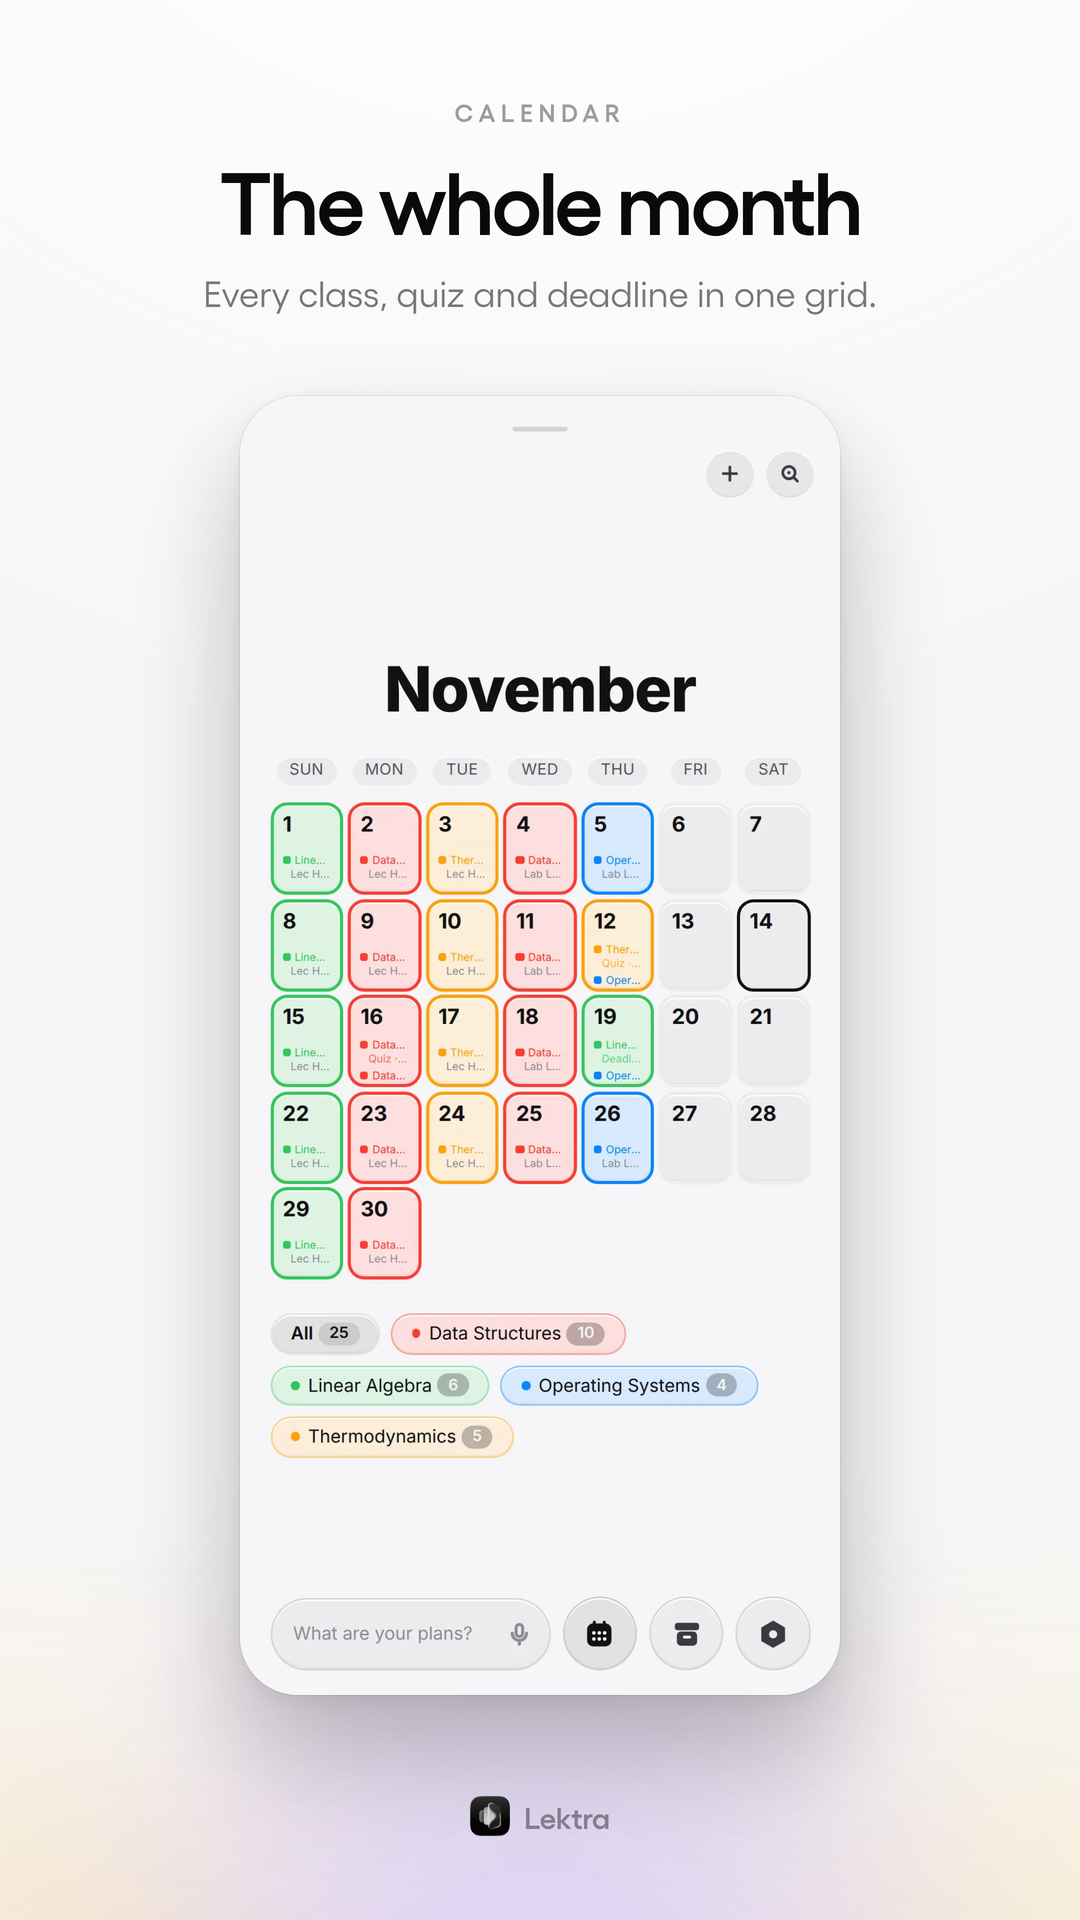 CALENDAR
The whole month
Every class, quiz and deadline in one grid.
November
SUN MON TUE WED THU FRI SAT
1 2 3 4 5 6 7
Line... Data... Ther... Data... Oper...
Lec H... Lec H... Lec H... Lab L... Lab L...
8 9 10 11 12 13 14
Line... Data... Ther... Data... Ther...
Lec H... Lec H... Lec H... Lab L... Quiz -...
Oper...
15 16 17 18 19 20 21
Line... Data... Ther... Data... Line...
Lec H... Quiz -... Lec H... Lab L... Deadl...
Data... Oper...
22 23 24 25 26 27 28
Line... Data... Ther... Data... Oper...
Lec H... Lec H... Lec H... Lab L... Lab L...
29 30
Line... Data...
Lec H... Lec H...
All 25 Data Structures 10
Linear Algebra 6 Operating Systems 4
Thermodynamics 5
What are your plans?
Lektra